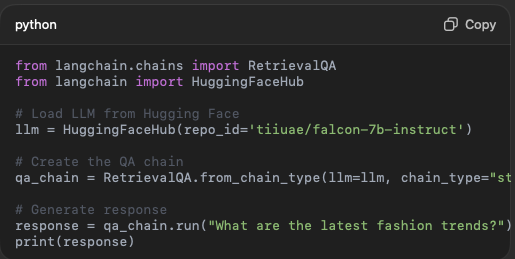 python
Copy
from langchain.chains import RetrievalQA
from langchain import HuggingFaceHub
# Load LLM from Hugging Face
llm = HuggingFaceHub(repo_id='tiiuae/falcon-7b-instruct')
# Create the QA chain
qa_chain = RetrievalQA.from_chain_type(llm=llm, chain_type="st
# Generate response
response = qa_chain.run("What are the latest fashion trends?")
print(response)